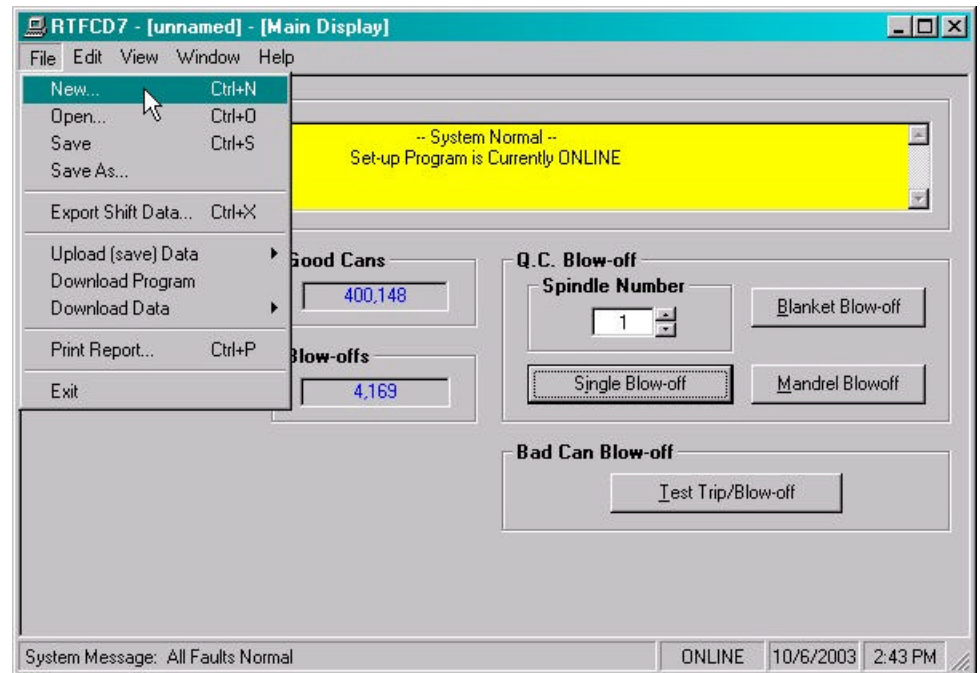 RTFCD7 - [unnamed] - [Main Display]
File Edit View Window Help
New... Ctrl+N
Open... Ctrl+O
Save Ctrl+S
Save As...
Export Shift Data... Ctrl+X
Upload (save) Data
Download Program
Download Data
Print Report... Ctrl+P
Exit
-- System Normal --
Set-up Program is Currently ONLINE
Good Cans
400,148
Blow-offs
4,169
Q.C. Blow-off
Spindle Number
1
Blanket Blow-off
Single Blow-off
Mandrel Blowoff
Bad Can Blow-off
Test Trip/Blow-off
System Message: All Faults Normal
ONLINE
10/6/2003
2:43 PM